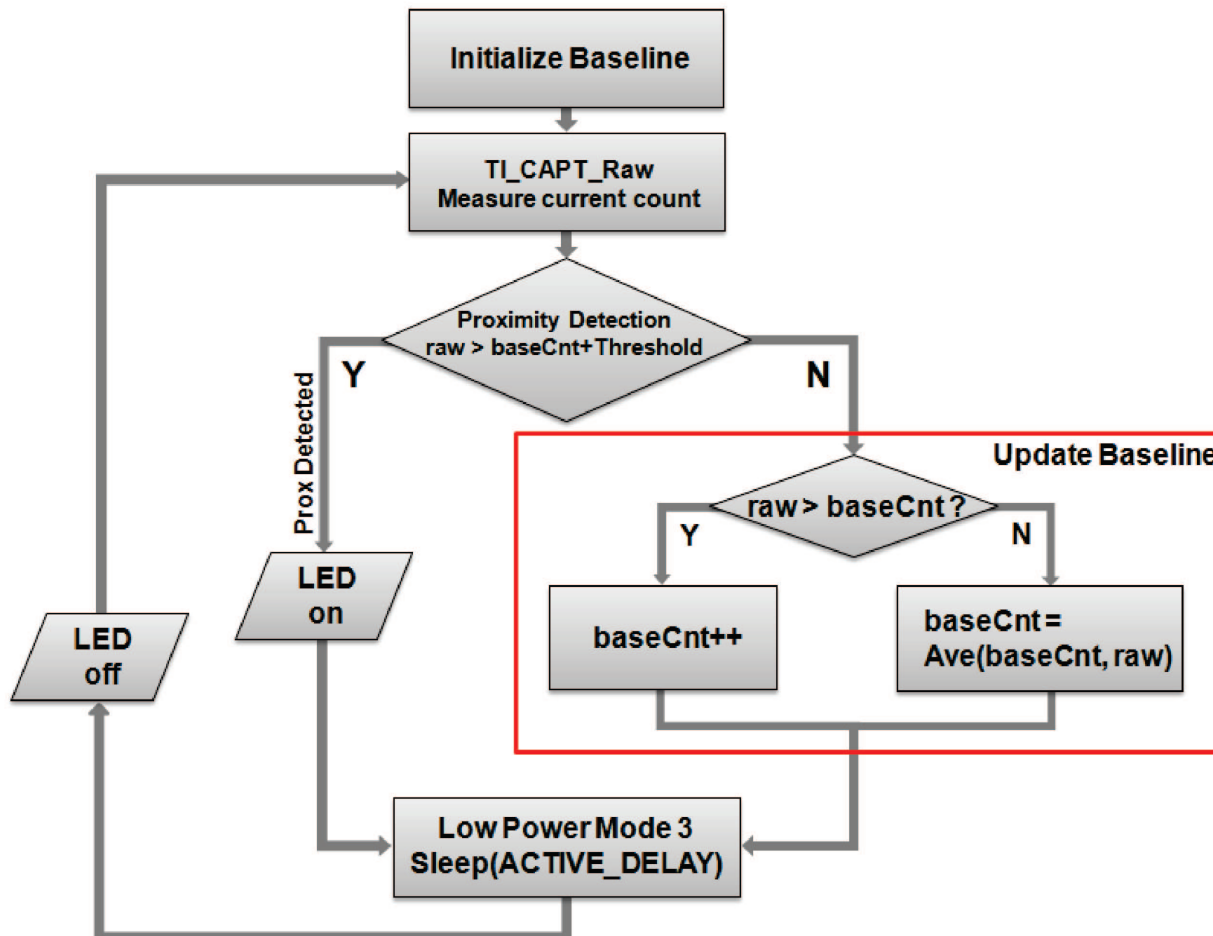 Initialize Baseline
TI_CAPT_Raw
Measure current count
Proximity Detection
raw > baseCnt+Threshold
Y
N
Prox Detected
Update Baseline
raw > baseCnt ?
Y
N
LED
on
baseCnt++
baseCnt =
Ave(baseCnt, raw)
LED
off
Low Power Mode 3
Sleep(ACTIVE_DELAY)